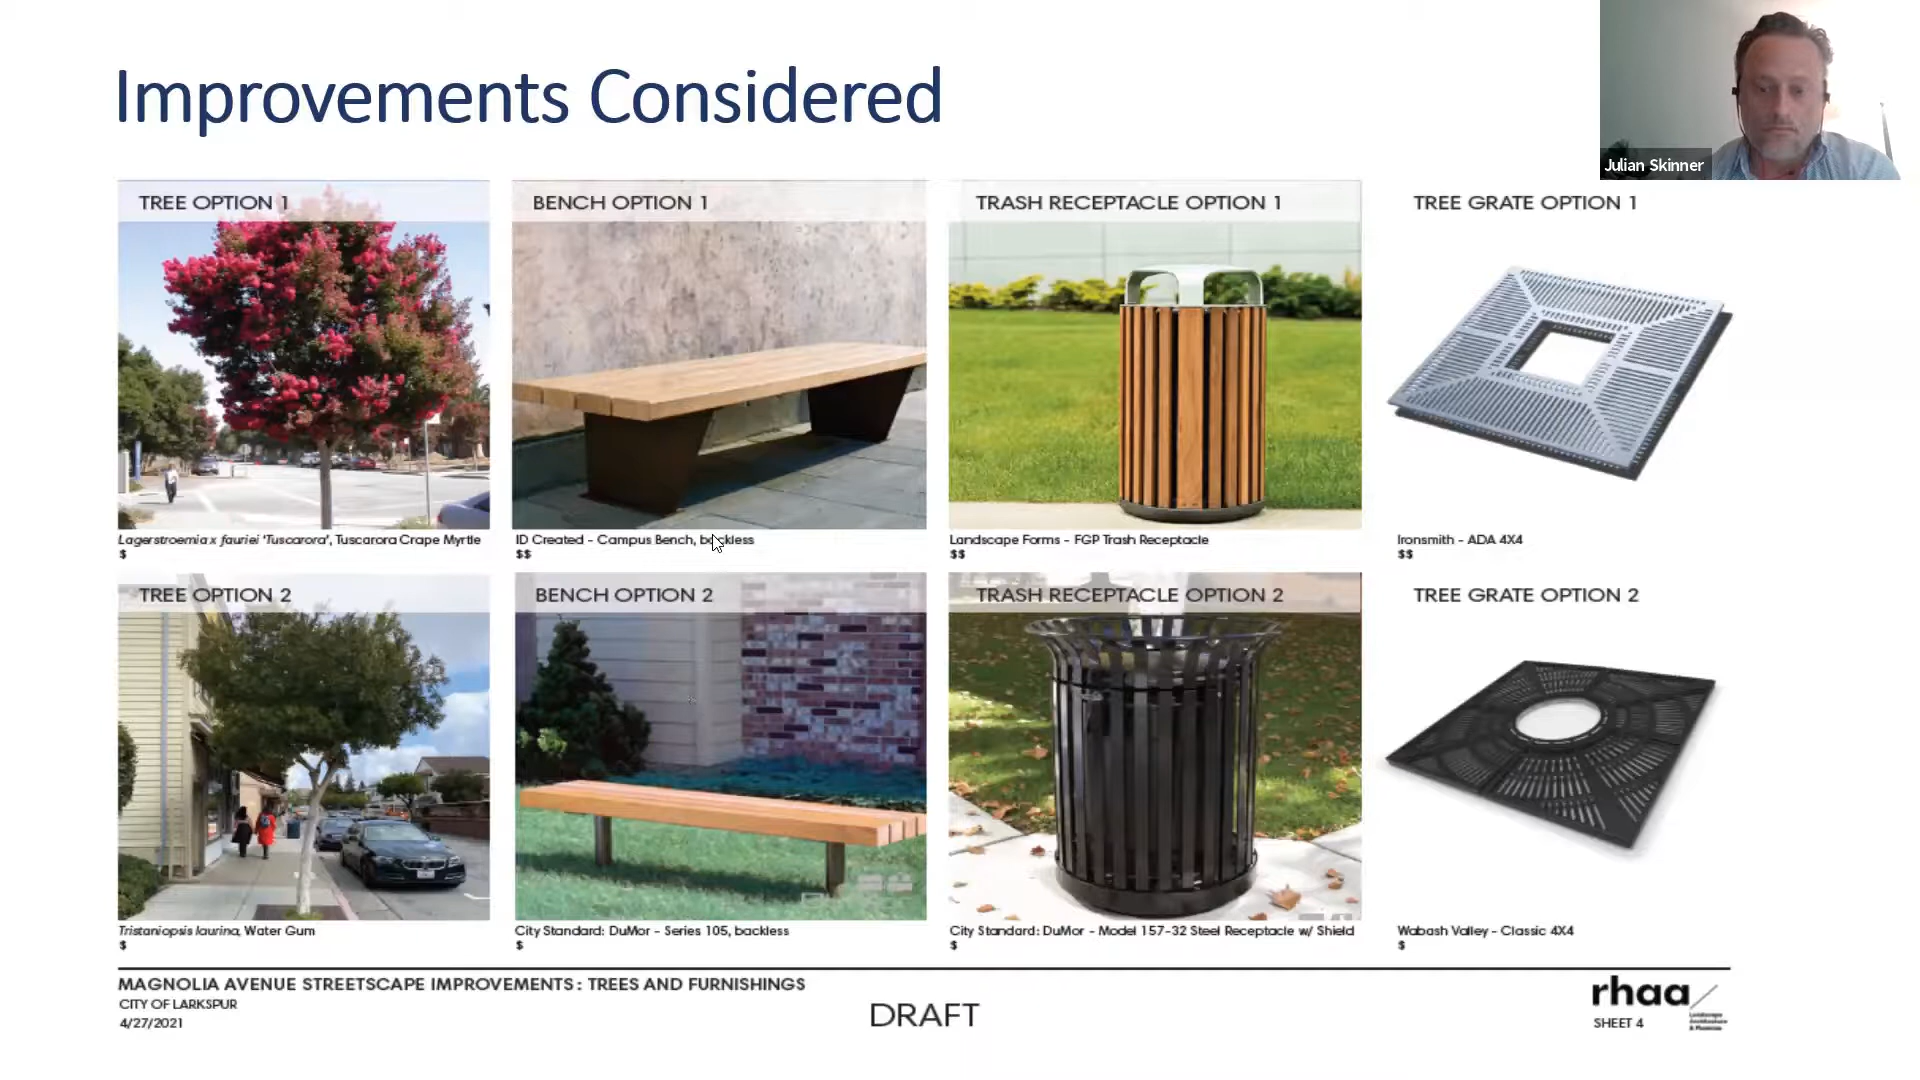 Improvements Considered
Julian Skinner
TREE OPTION 1
BENCH OPTION 1
TRASH RECEPTACLE OPTION 1
TREE GRATE OPTION 1
Lagerstroemia x fauriei 'Tuscarora', Tuscarora Crape Myrtle
$
ID Created - Campus Bench, backless
$$
Landscape Forms - FGP Trash Receptacle
$$
Ironsmith - ADA 4X4
$$
TREE OPTION 2
BENCH OPTION 2
TRASH RECEPTACLE OPTION 2
TREE GRATE OPTION 2
Tristaniopsis laurina, Water Gum
$
City Standard: DuMor - Series 105, backless
$
City Standard: DuMor - Model 157-32 Steel Receptacle w/ Shield
$
Wabash Valley - Classic 4X4
$
MAGNOLIA AVENUE STREETSCAPE IMPROVEMENTS: TREES AND FURNISHINGS
CITY OF LARKSPUR
4/27/2021
DRAFT
rhaa
Landscape
Architecture
& Planning
SHEET 4